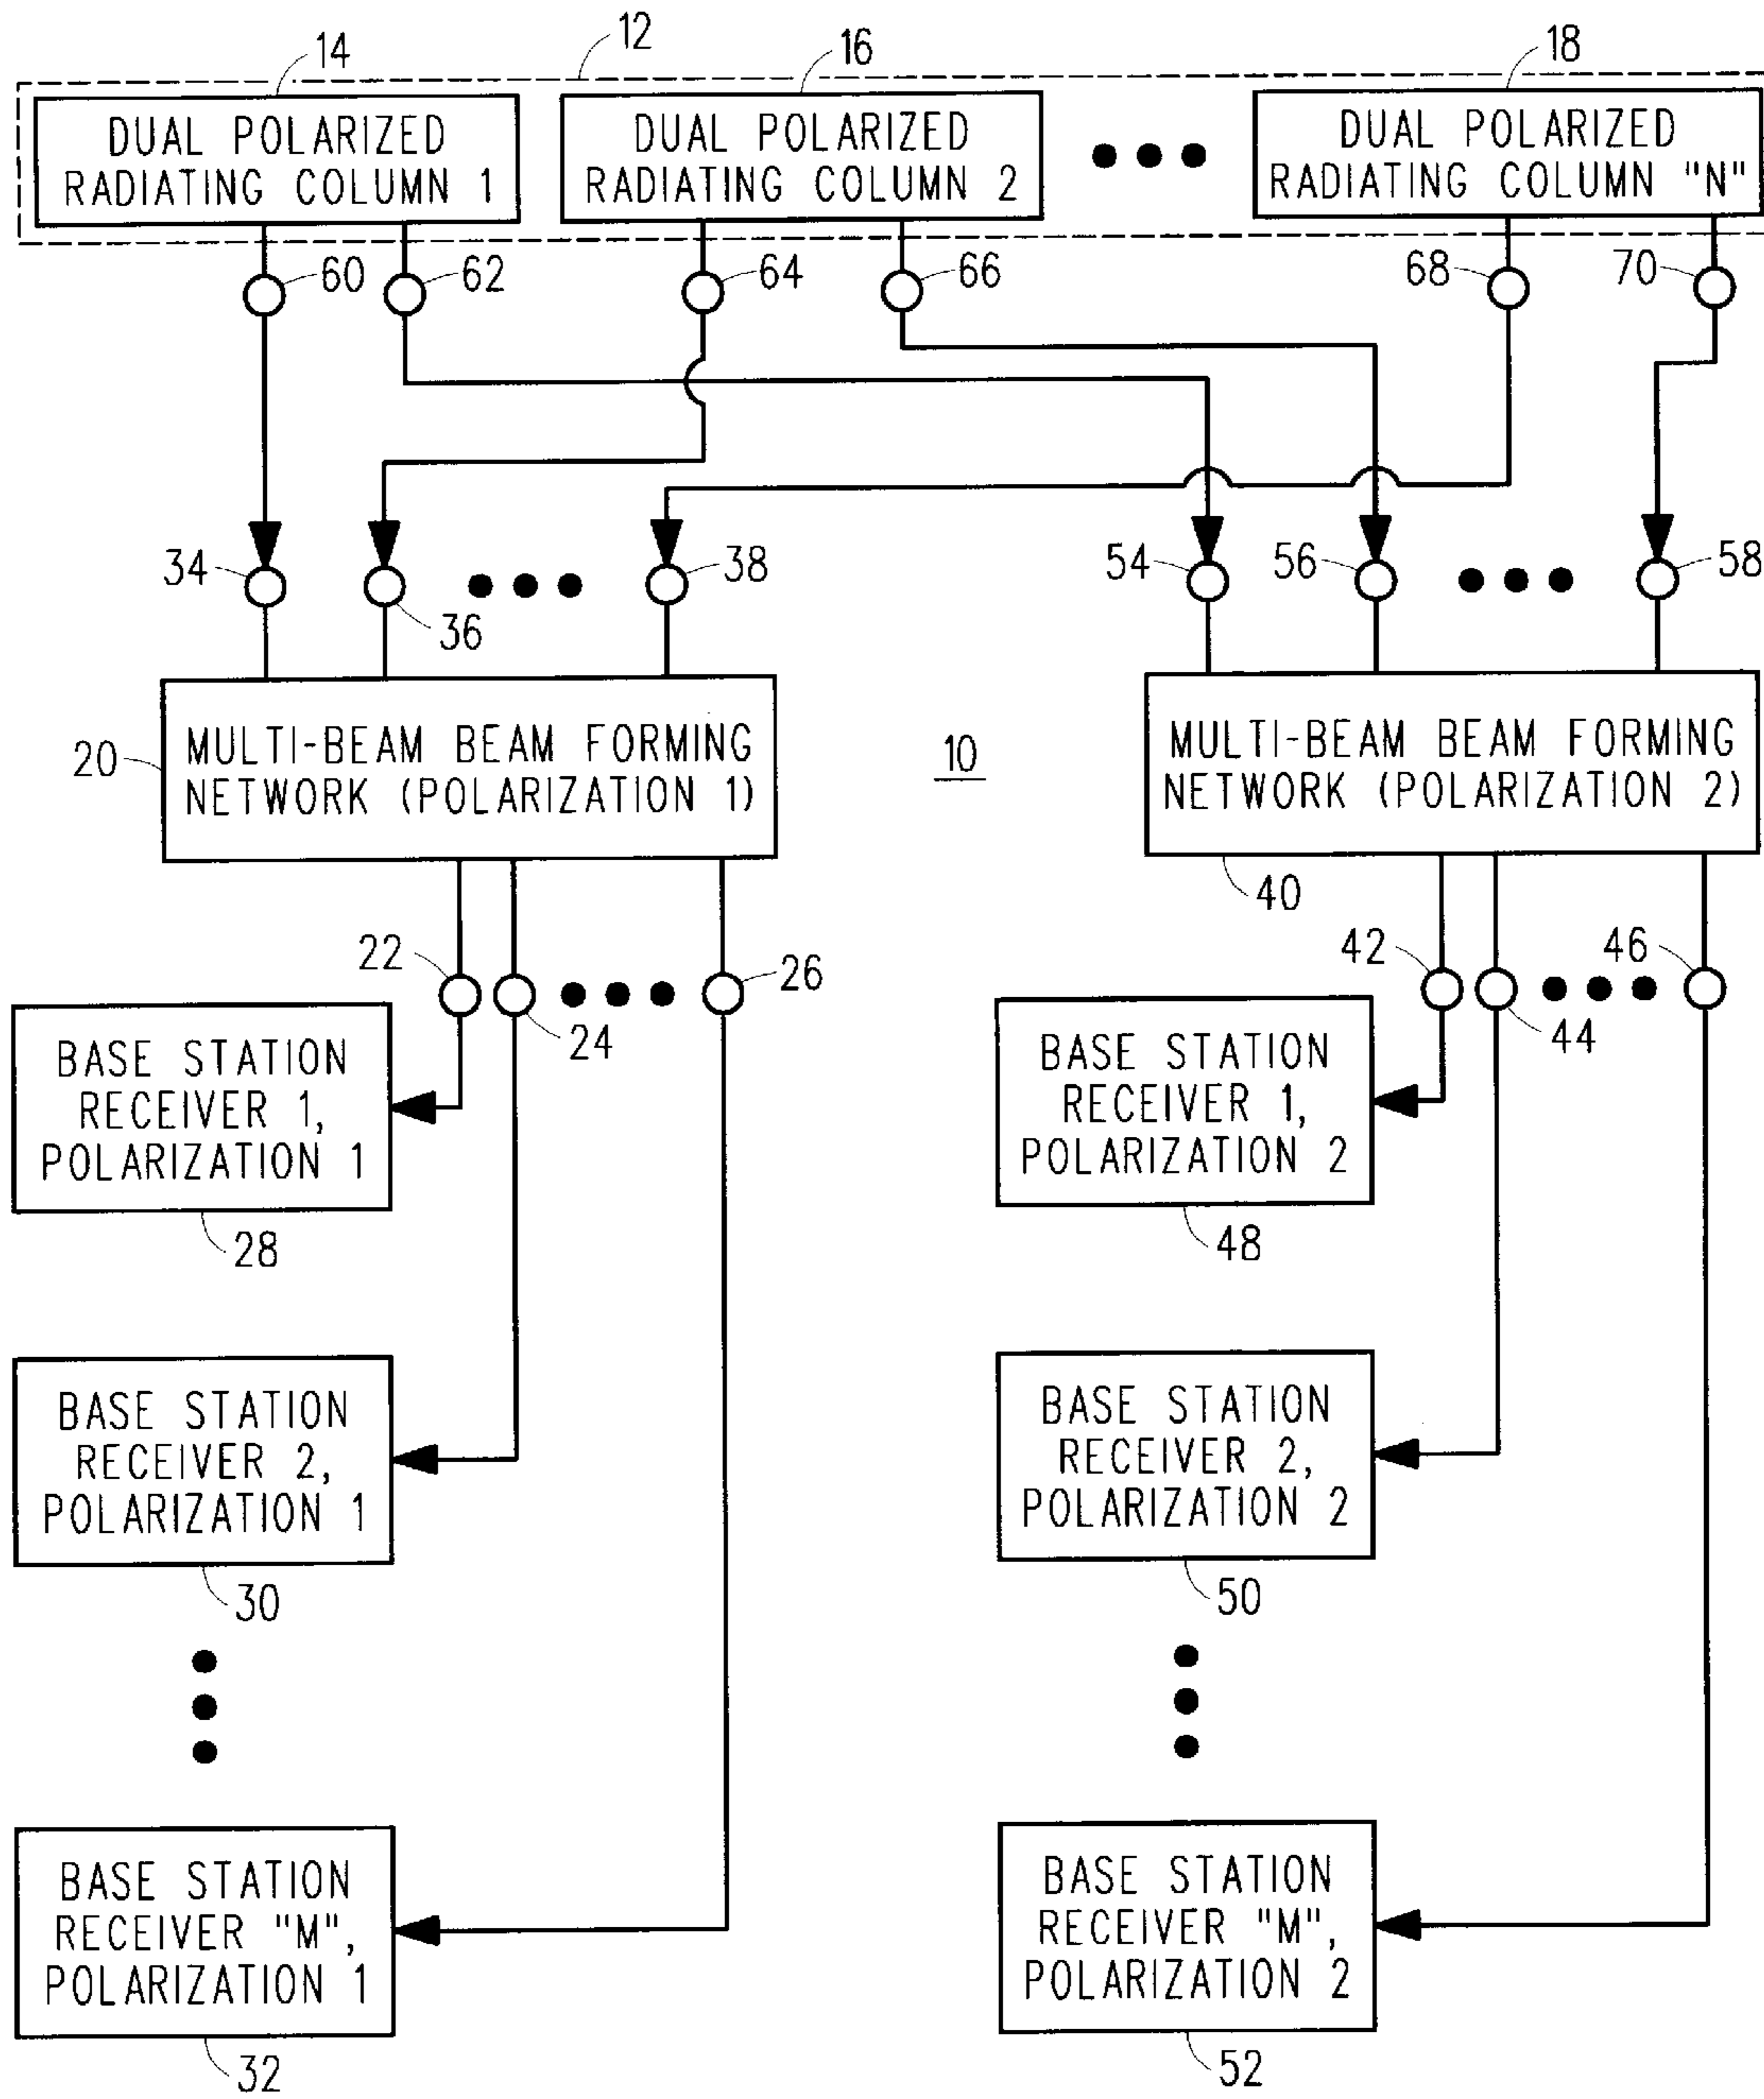 14
12
16
18
DUAL POLARIZED
RADIATING COLUMN 1
DUAL POLARIZED
RADIATING COLUMN 2
DUAL POLARIZED
RADIATING COLUMN "N"
60
62
64
66
68
70
34
36
38
54
56
58
20
MULTI-BEAM BEAM FORMING
NETWORK (POLARIZATION 1)
10
MULTI-BEAM BEAM FORMING
NETWORK (POLARIZATION 2)
40
22
24
26
42
44
46
BASE STATION
RECEIVER 1,
POLARIZATION 1
28
BASE STATION
RECEIVER 1,
POLARIZATION 2
48
BASE STATION
RECEIVER 2,
POLARIZATION 1
30
BASE STATION
RECEIVER 2,
POLARIZATION 2
50
BASE STATION
RECEIVER "M",
POLARIZATION 1
32
BASE STATION
RECEIVER "M",
POLARIZATION 2
52